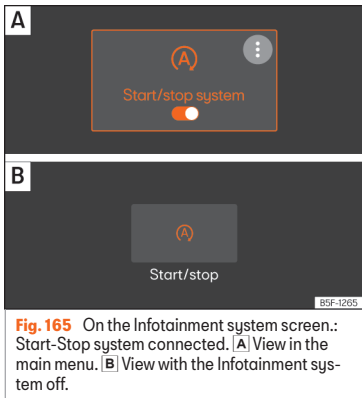 A
(A)
Start/stop system
B
(A)
Start/stop
B5F-1265
Fig. 165 On the Infotainment system screen.:
Start-Stop system connected. A View in the
main menu. B View with the Infotainment sys-
tem off.